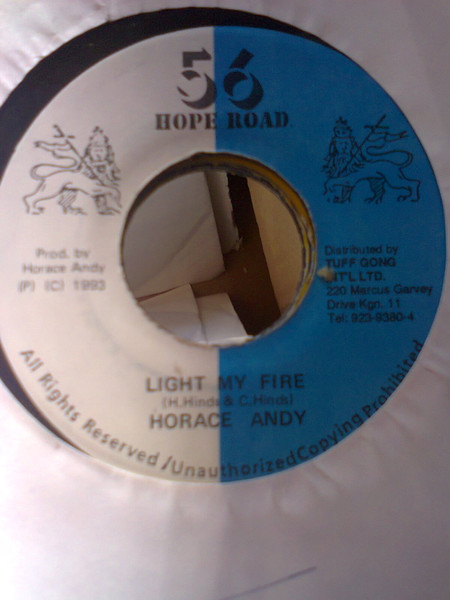 56
HOPE ROAD
Prod. by
Horace Andy
(P) (C) 1993
Distributed by
TUFF GONG
INT'L LTD.
220 Marcus Garvey
Drive Kgn. 11
Tel: 923-9380-4
LIGHT MY FIRE
(H.Hinds & C.Hinds)
HORACE ANDY
All Rights Reserved /Unauthorized Copying Prohibited